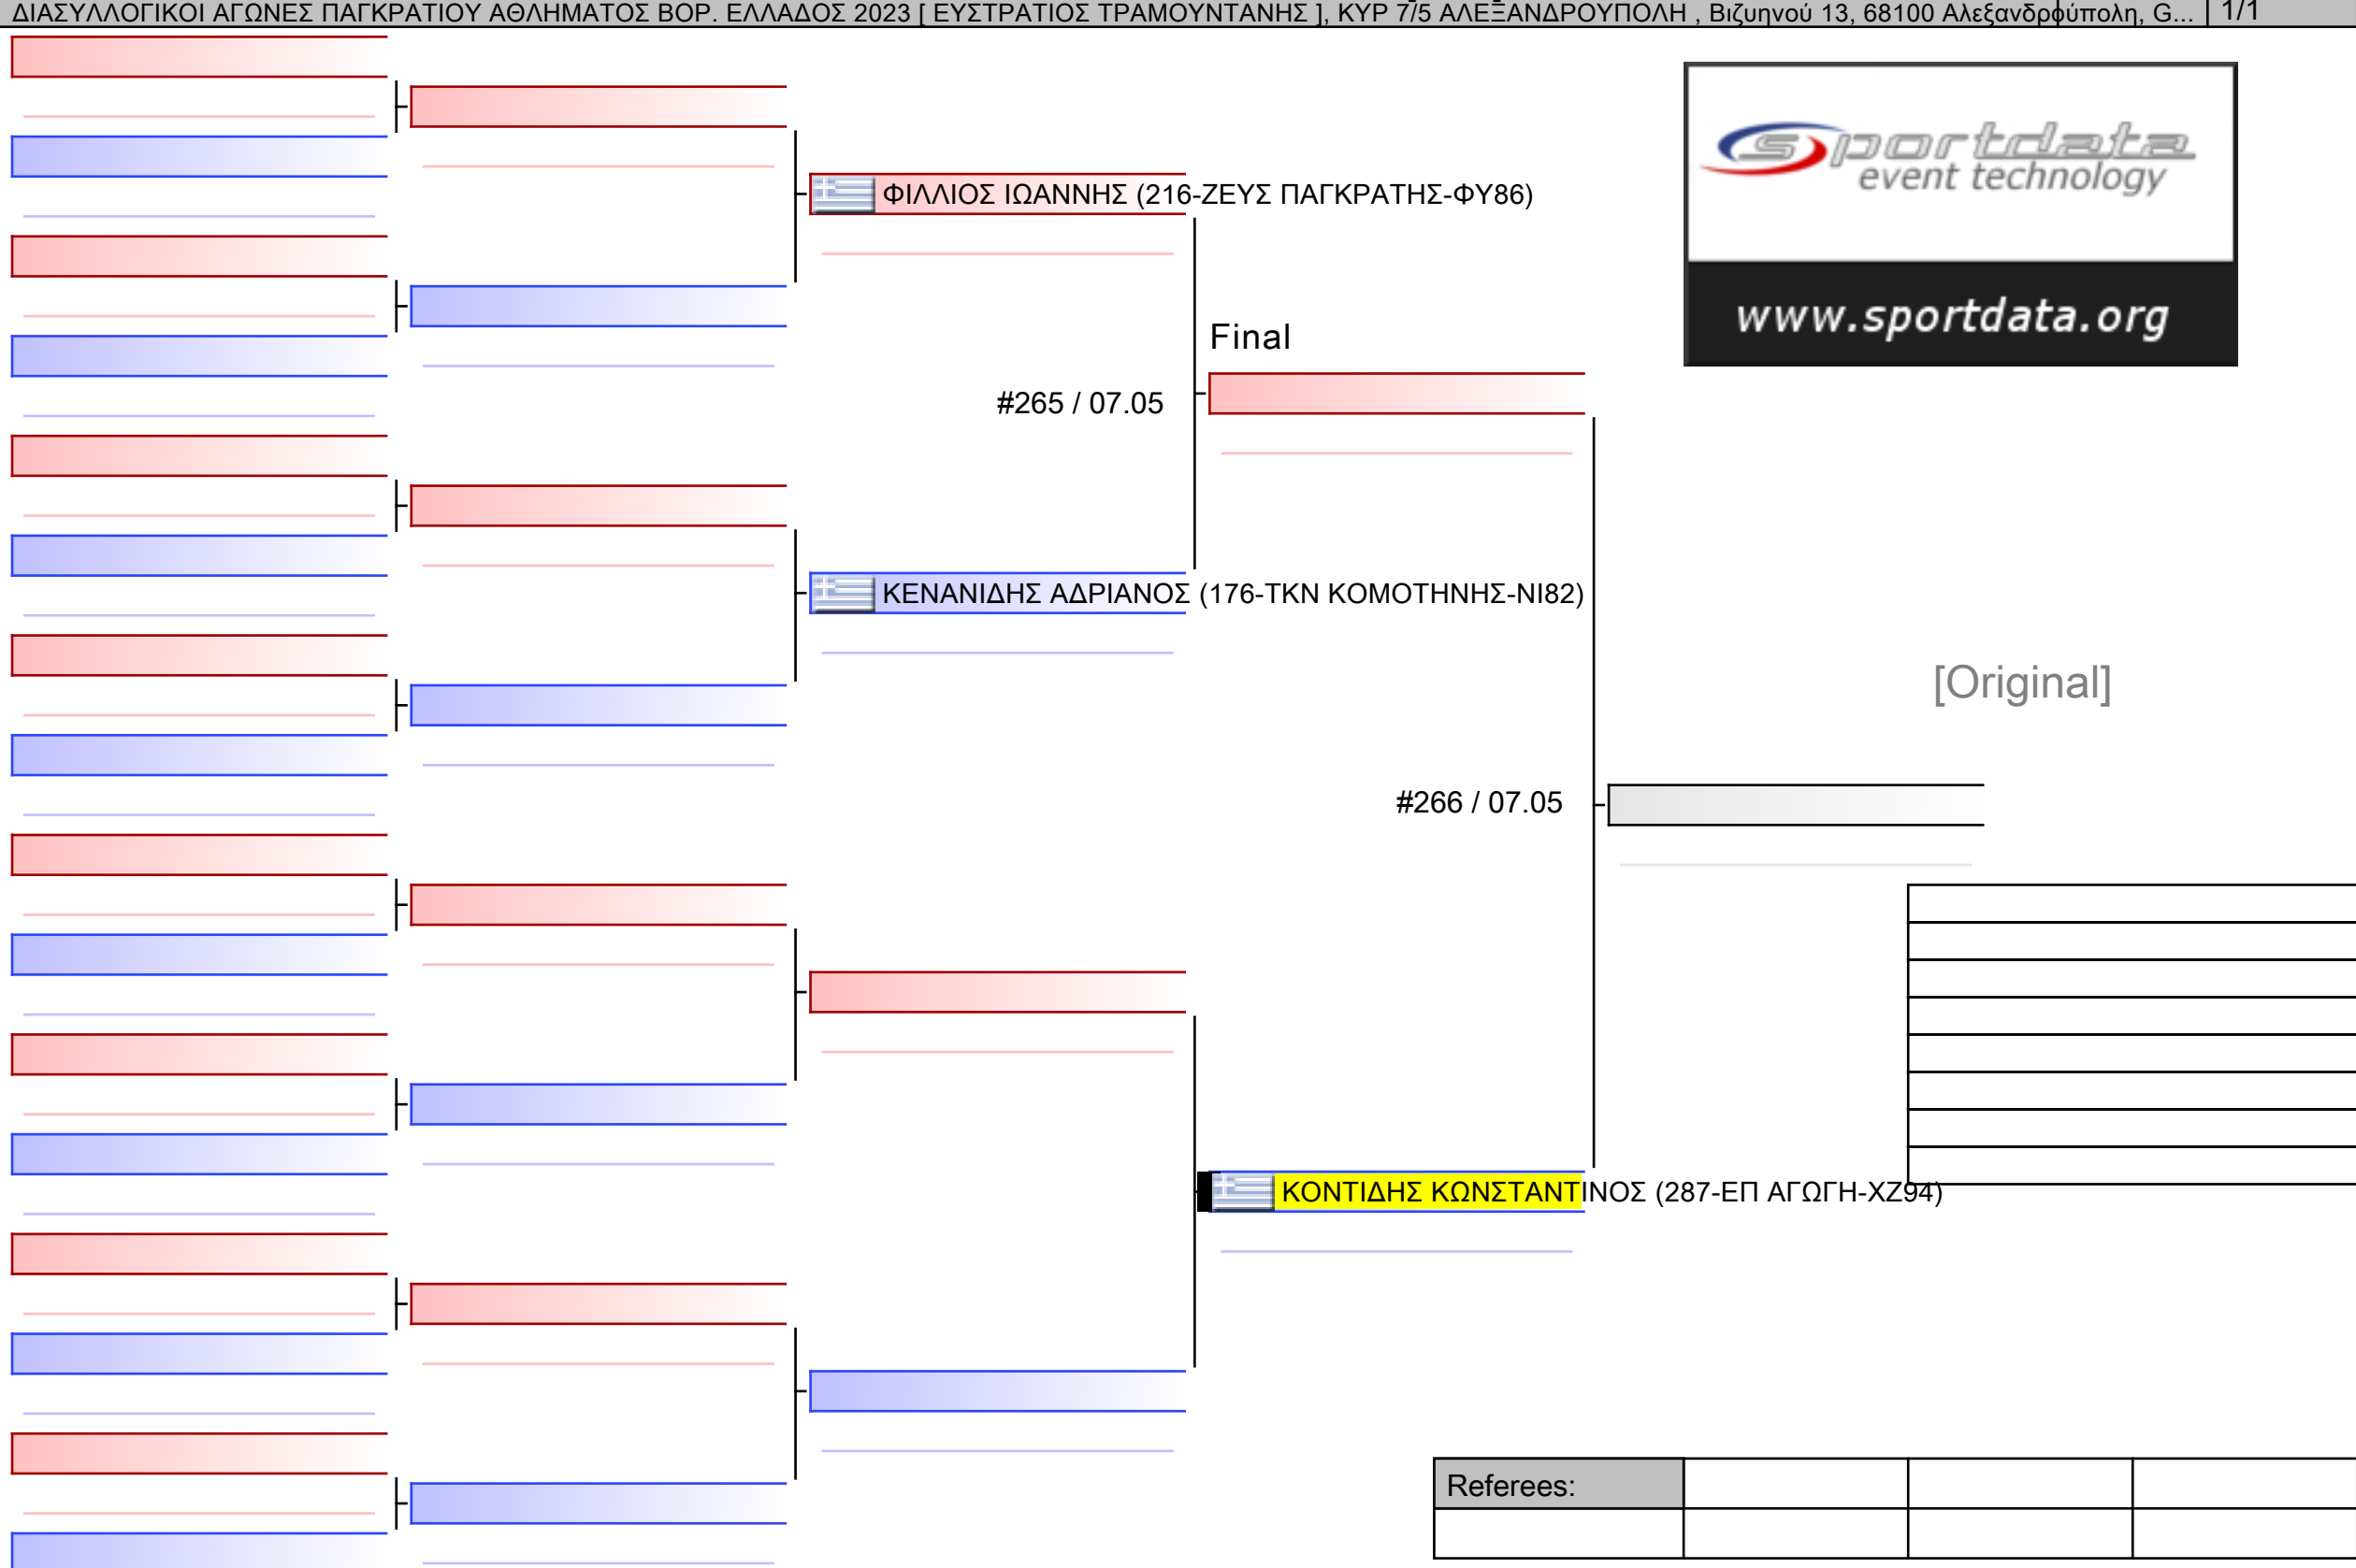 ΔΙΑΣΥΛΛΟΓΙΚΟΙ ΑΓΩΝΕΣ ΠΑΓΚΡΑΤΙΟΥ ΑΘΛΗΜΑΤΟΣ ΒΟΡ. ΕΛΛΑΔΟΣ 2023 [ ΕΥΣΤΡΑΤΙΟΣ ΤΡΑΜΟΥΝΤΑΝΗΣ ], ΚΥΡ 7/5 ΑΛΕΞΑΝΔΡΟΥΠΟΛΗ , Βιζυηνού 13, 68100 Αλεξανδρούπολη, G... 1/1
sportdata
event technology
www.sportdata.org
ΦΙΛΛΙΟΣ ΙΩΑΝΝΗΣ (216-ΖΕΥΣ ΠΑΓΚΡΑΤΗΣ-ΦΥ86)
Final
#265 / 07.05
ΚΕΝΑΝΙΔΗΣ ΑΔΡΙΑΝΟΣ (176-ΤΚΝ ΚΟΜΟΤΗΝΗΣ-ΝΙ82)
[Original]
#266 / 07.05
ΚΟΝΤΙΔΗΣ ΚΩΝΣΤΑΝΤΙΝΟΣ (287-ΕΠ ΑΓΩΓΗ-ΧΖ94)
Referees: